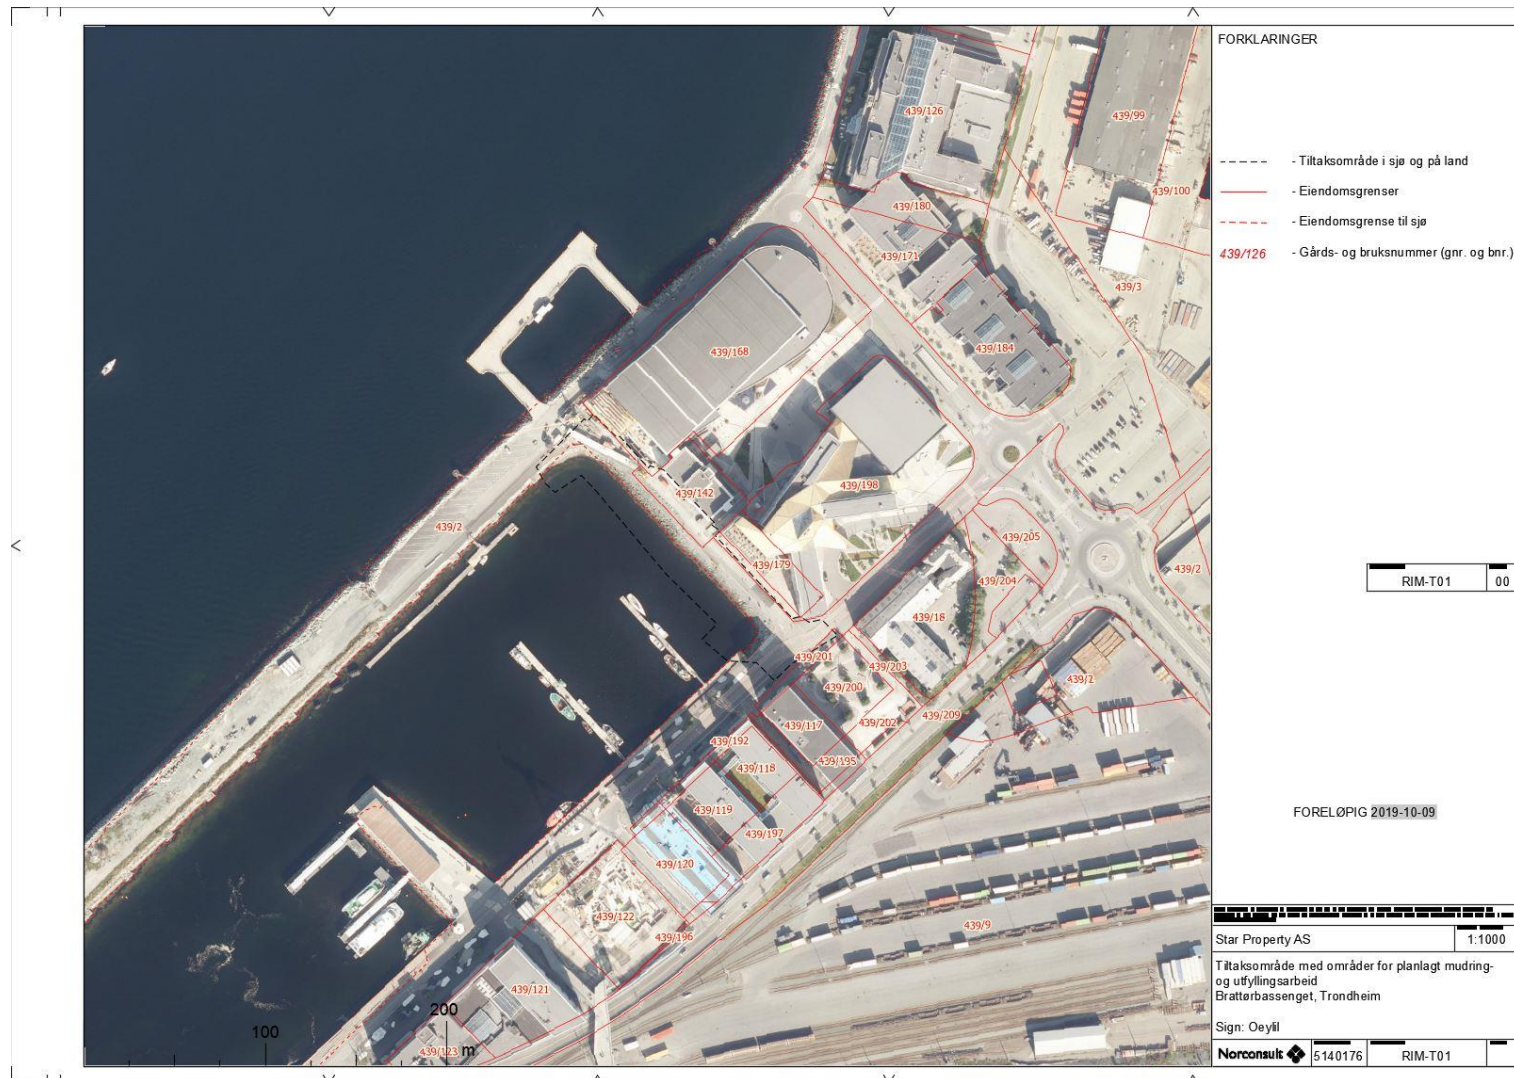 FORKLARINGER
- Tiltaksområde i sjø og på land
- Eiendomsgrenser
- Eiendomsgrense til sjø
439/126 - Gårds- og bruksnummer (gnr. og bnr.)
439/126
439/99
439/100
439/180
439/171
439/3
439/184
439/168
439/142
439/198
439/2
439/205
439/179
439/204
439/2
439/18
439/201
439/203
439/200
439/2
439/202
439/209
439/117
439/192
439/195
439/118
439/119
439/197
439/120
439/122
439/196
439/9
439/121
439/123
100
200
m
RIM-T01 00
FORELØPIG 2019-10-09
Star Property AS 1:1000
Tiltaksområde med områder for planlagt mudring-
og utfyllingsarbeid
Brattørbassenget, Trondheim
Sign: Oeylil
Norconsult 5140176 RIM-T01